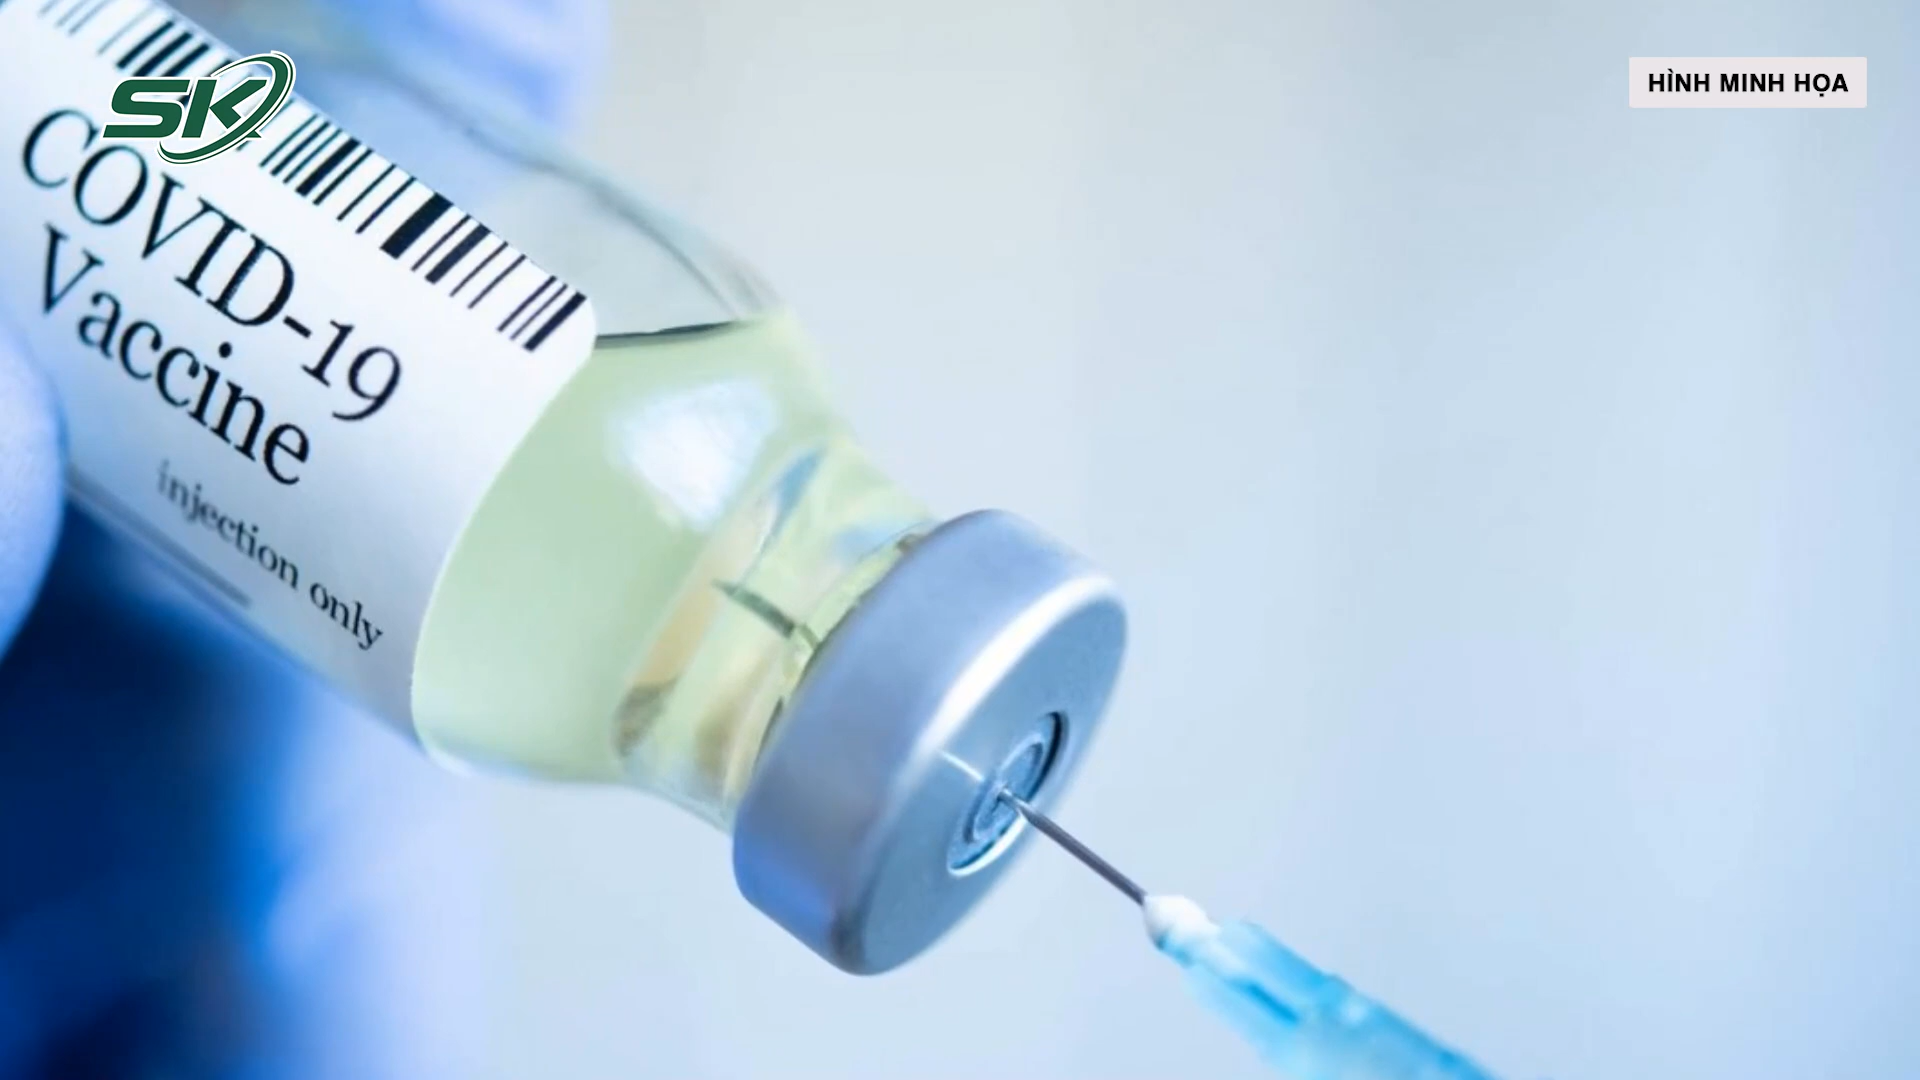 SK
HÌNH MINH HỌA
COVID-19
Vaccine
injection only